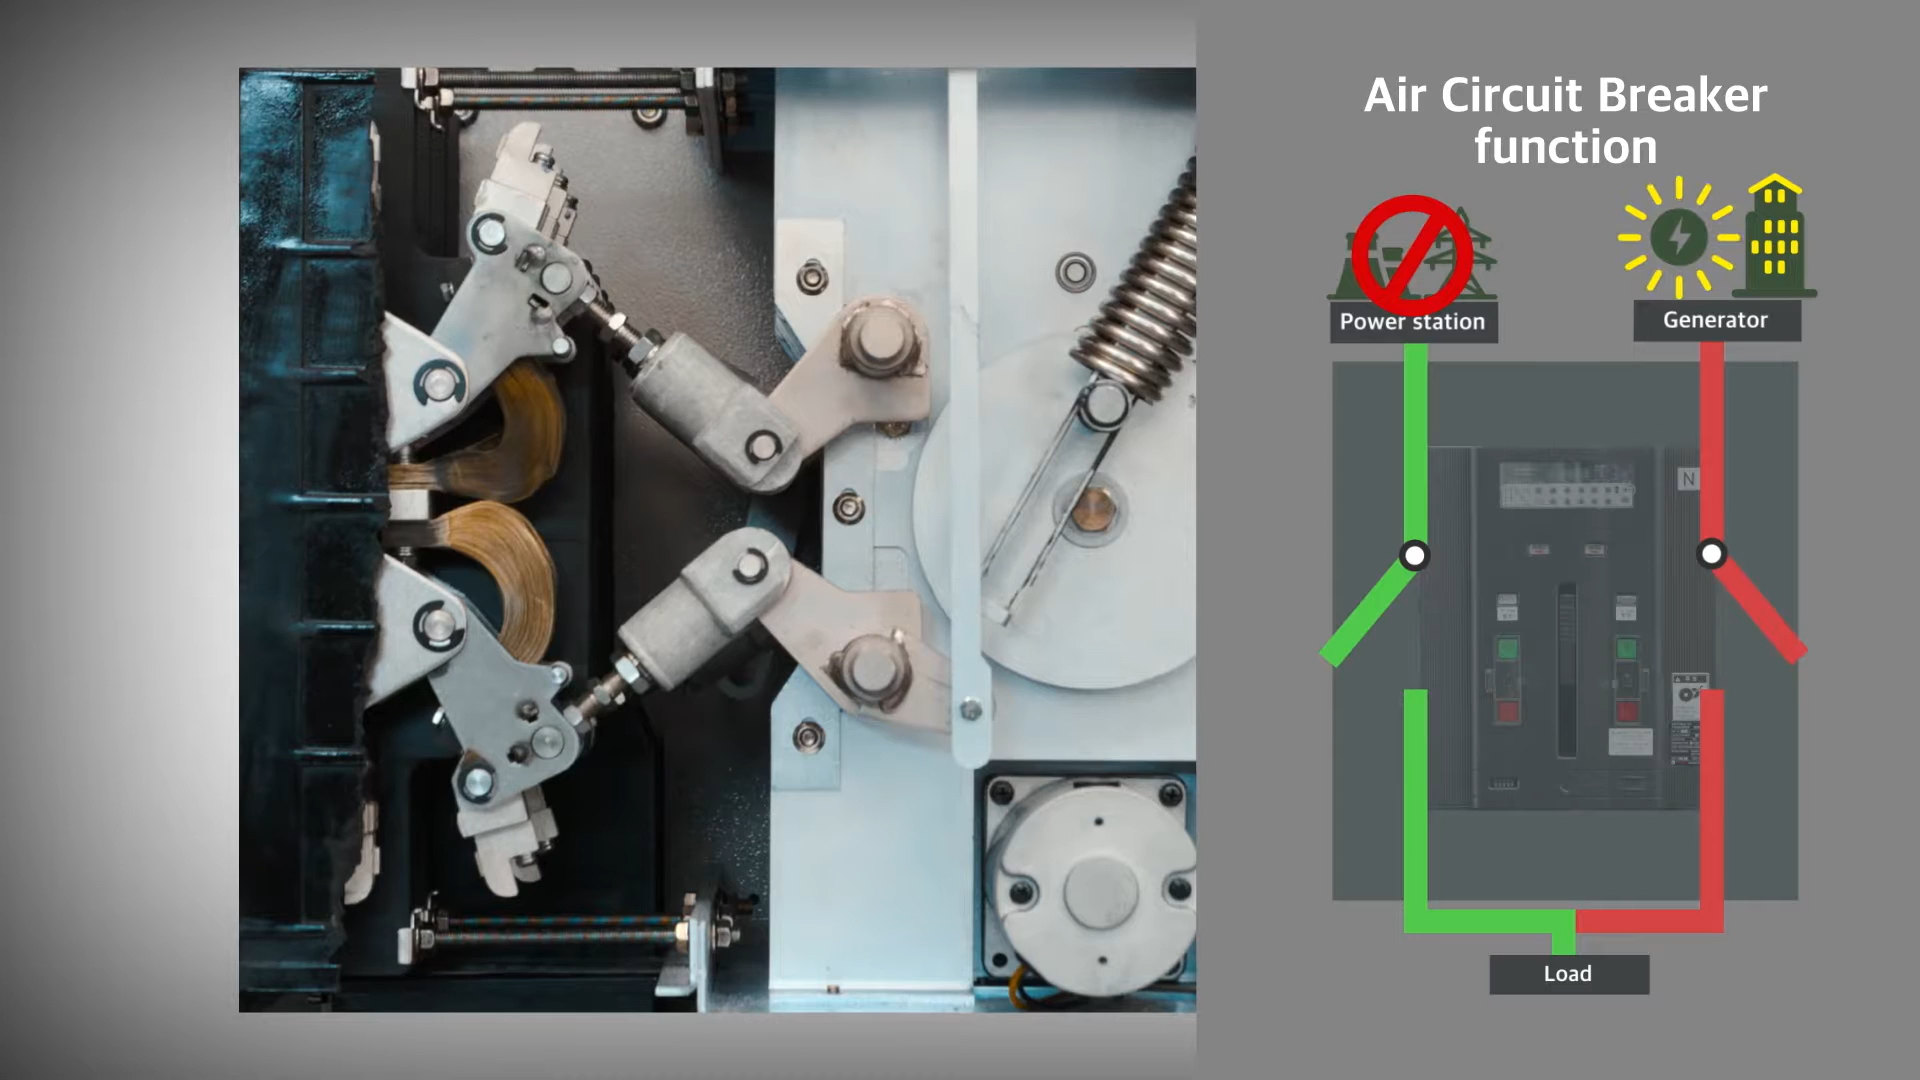 Air Circuit Breaker
function
Power station
Generator
N
Load